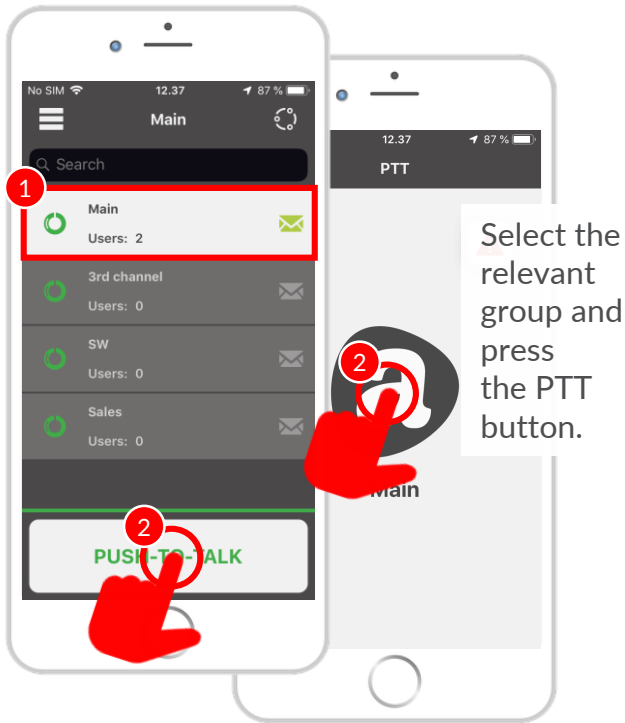 No SIM 12.37 87 %
Main
Search
1
Main
Users: 2
3rd channel
Users: 0
SW
Users: 0
Sales
Users: 0
2
PUSH-TO-TALK
12.37 87 %
PTT
2
a
Main
Select the
relevant
group and
press
the PTT
button.